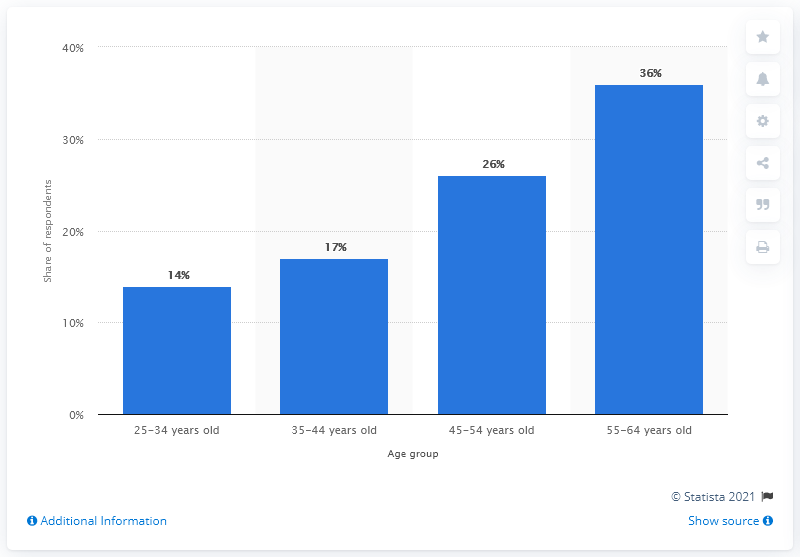 40%
36%
30%
26%
20%
17%
14%
10%
0%
Share of respondents
25-34 years old
35-44 years old
45-54 years old
55-64 years old
Age group
© Statista 2021
Additional Information
Show source